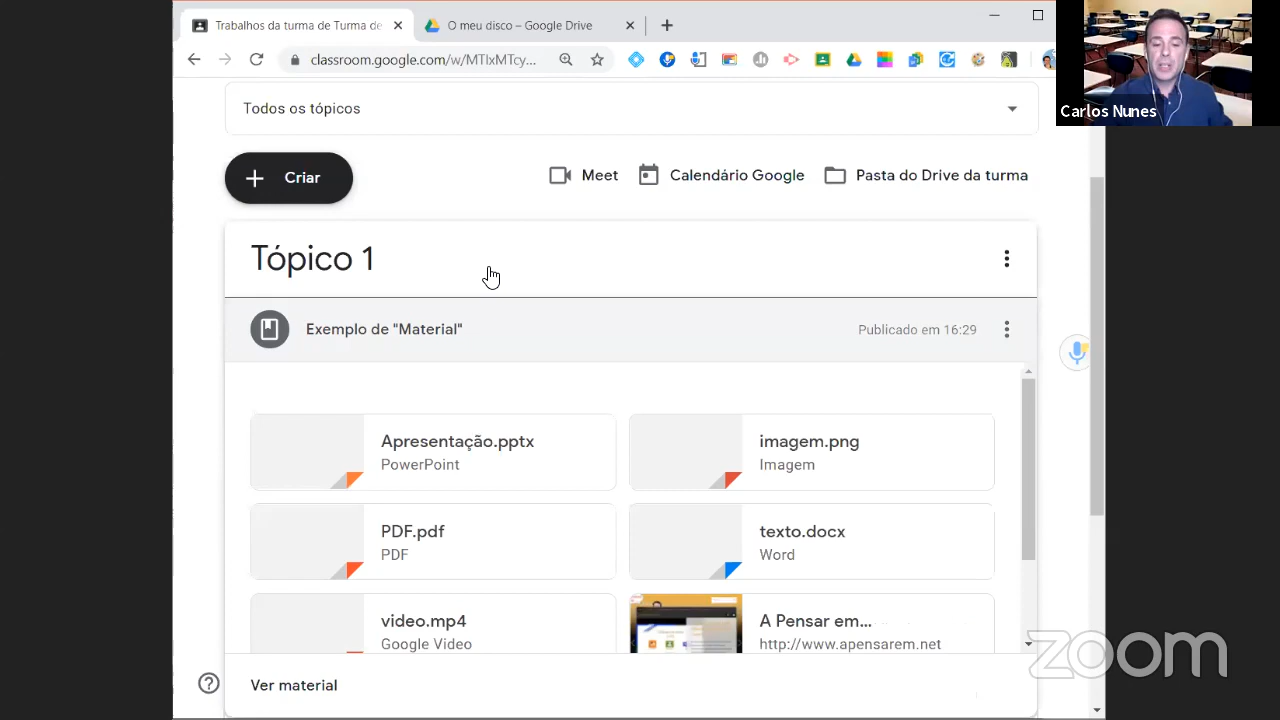 Trabalhos da turma de Turma de
O meu disco – Google Drive
classroom.google.com/w/MTIxMTcy...
Carlos Nunes
Todos os tópicos
Criar
Meet
Calendário Google
Pasta do Drive da turma
Tópico 1
Exemplo de "Material"
Publicado em 16:29
Apresentação.pptx
PowerPoint
imagem.png
Imagem
PDF.pdf
PDF
texto.docx
Word
video.mp4
Google Video
A Pensar em...
http://www.apensarem.net
Ver material
zoom